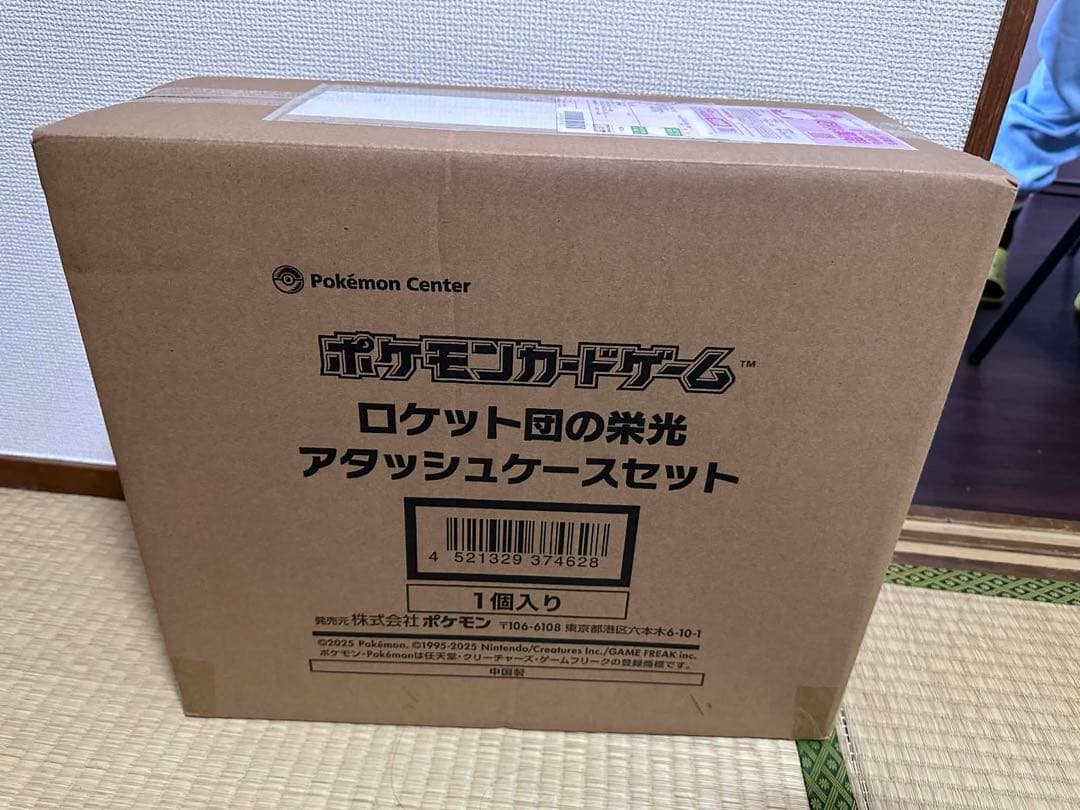 Pokémon Center
ポケモンカードゲーム™
ロケット団の栄光
アタッシュケースセット
4 521329 374628
1個入り
発売元 株式会社ポケモン 〒106-6108 東京都港区六本木6-10-1
©2025 Pokémon. ©1995-2025 Nintendo/Creatures Inc./GAME FREAK inc.
ポケモン・Pokémonは任天堂・クリーチャーズ・ゲームフリークの登録商標です。
中国製